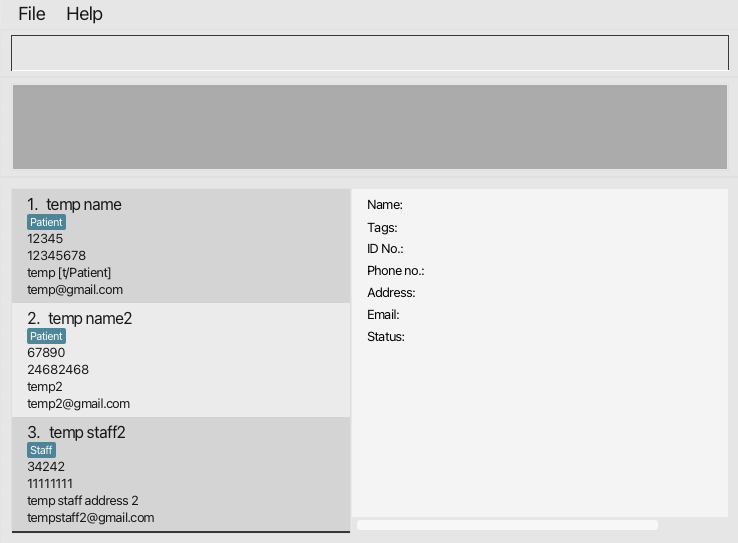 File Help
1. temp name
Patient
12345
12345678
temp [t/Patient]
temp@gmail.com
2. temp name2
Patient
67890
24682468
temp2
temp2@gmail.com
3. temp staff2
Staff
34242
11111111
temp staff address 2
tempstaff2@gmail.com
Name:
Tags:
ID No.:
Phone no.:
Address:
Email:
Status: